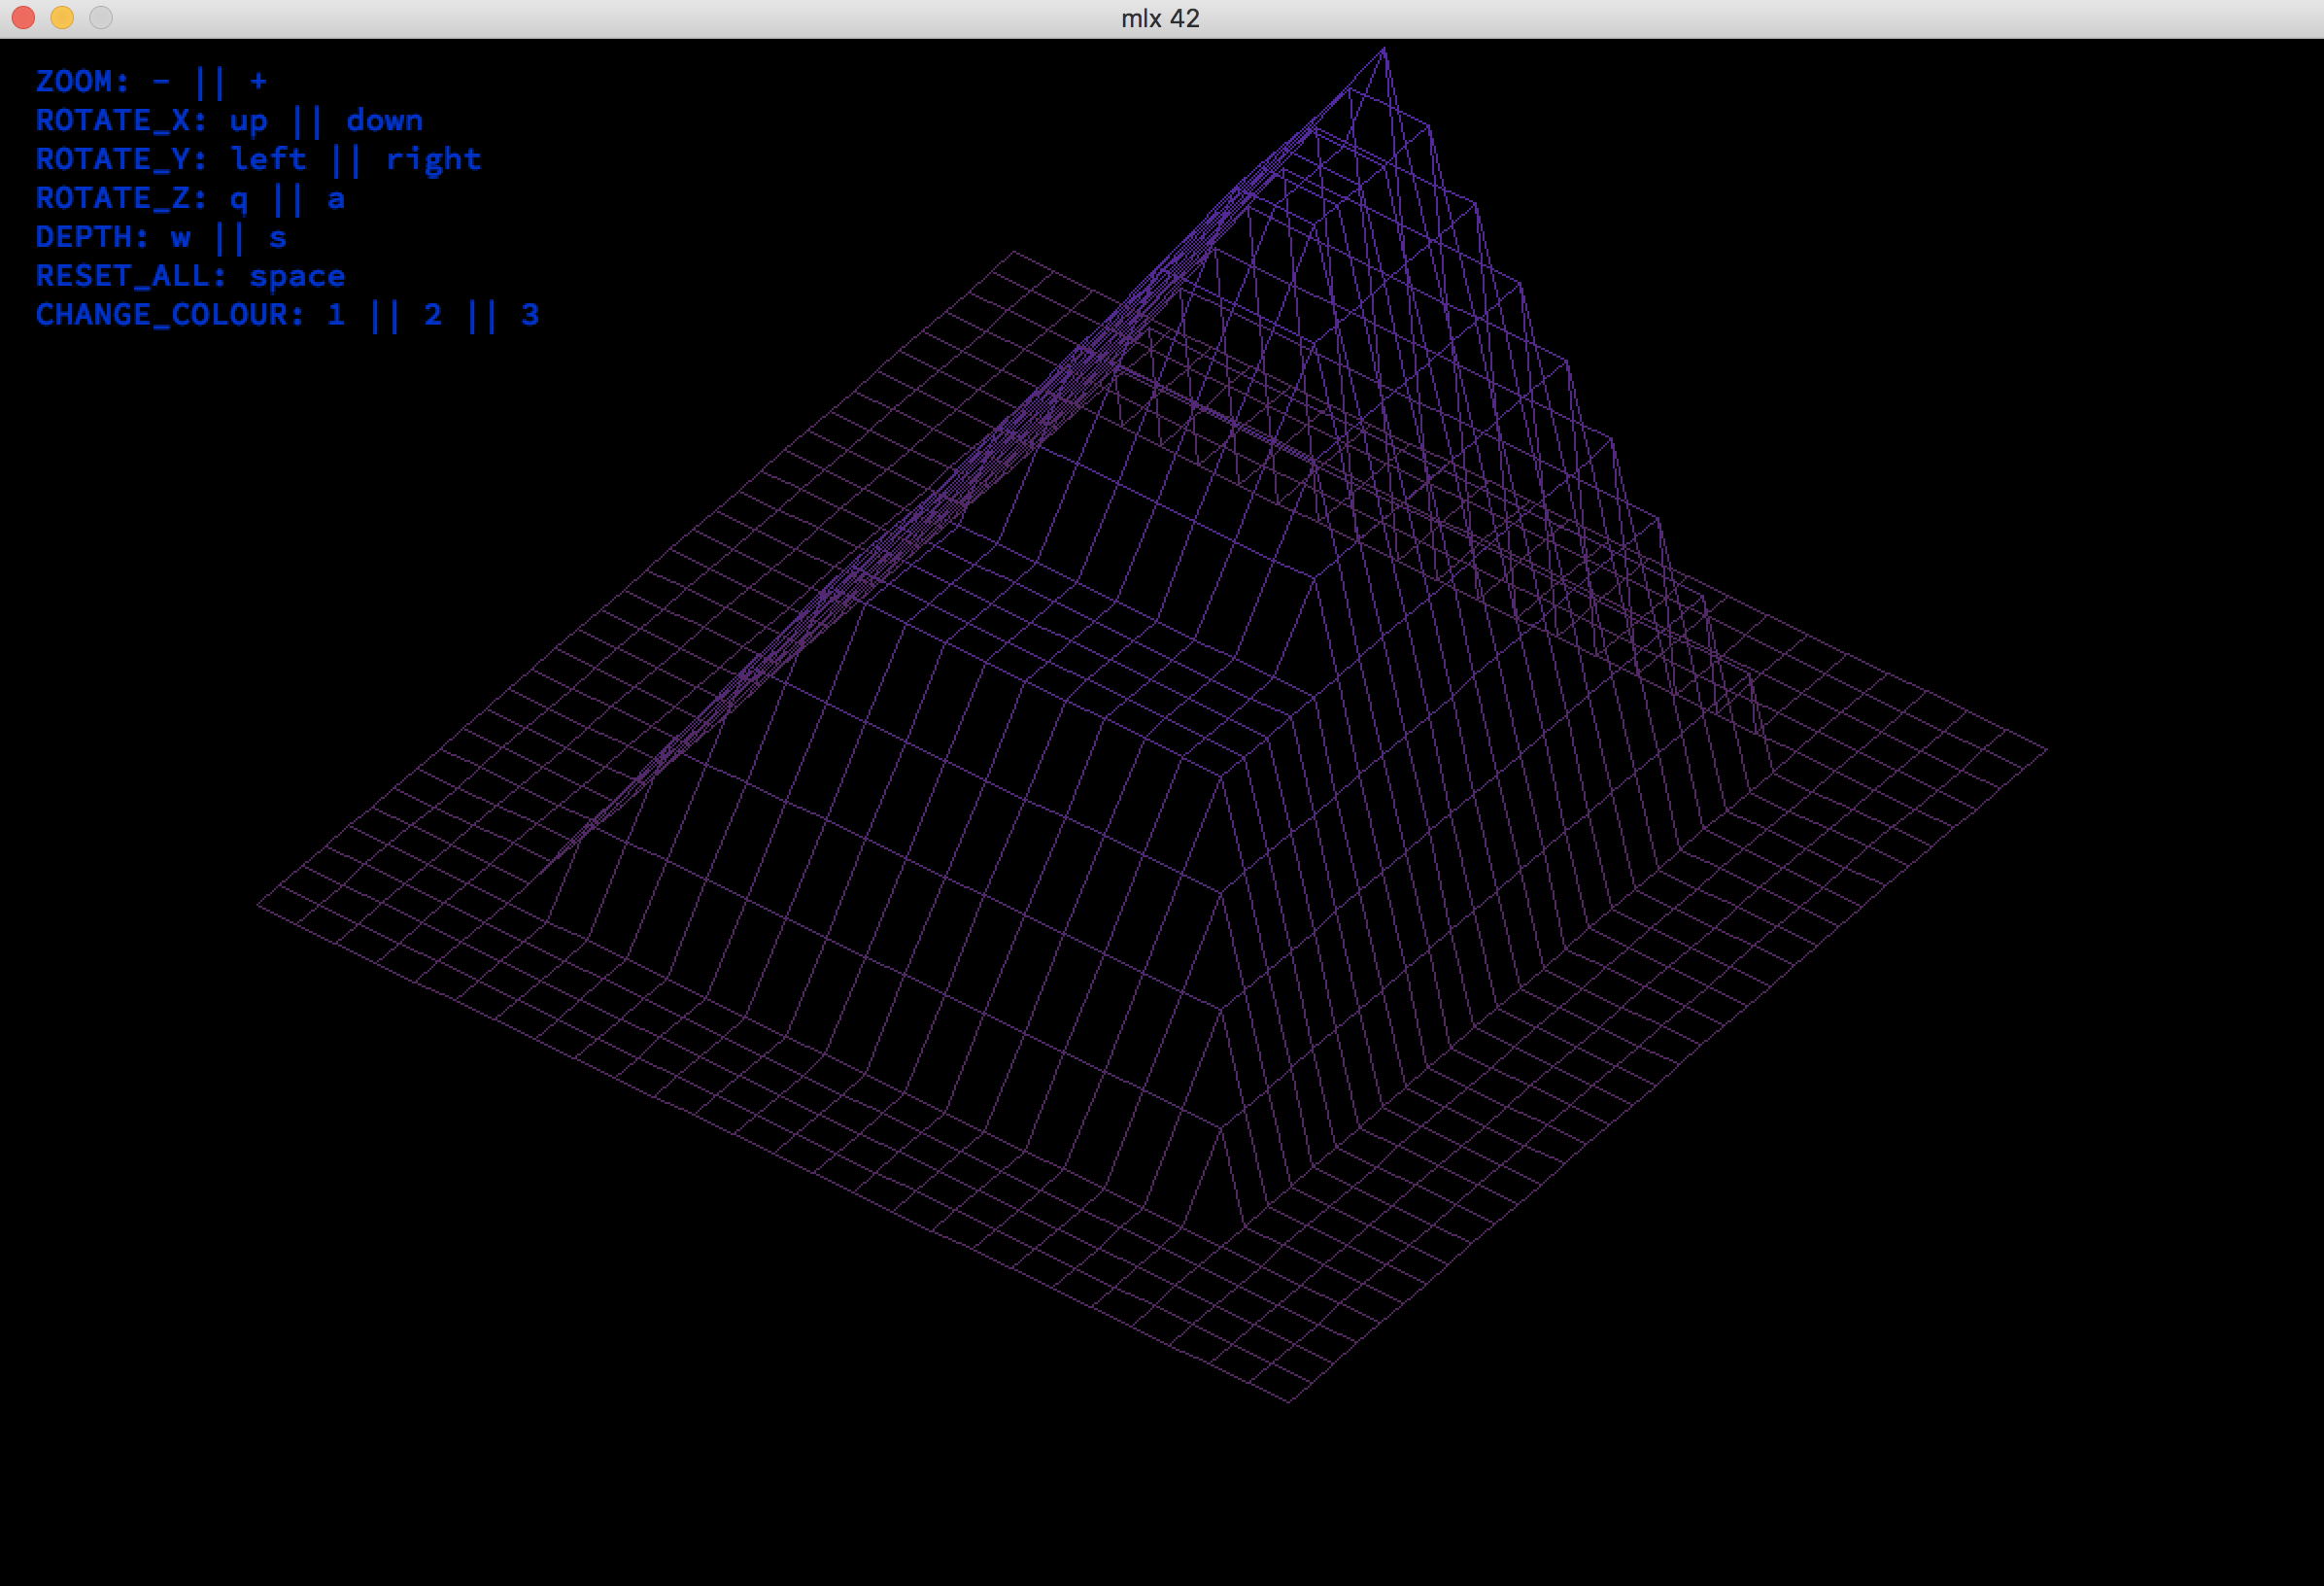 mlx 42
ZOOM: - || +
ROTATE_X: up || down
ROTATE_Y: left || right
ROTATE_Z: q || a
DEPTH: w || s
RESET_ALL: space
CHANGE_COLOUR: 1 || 2 || 3